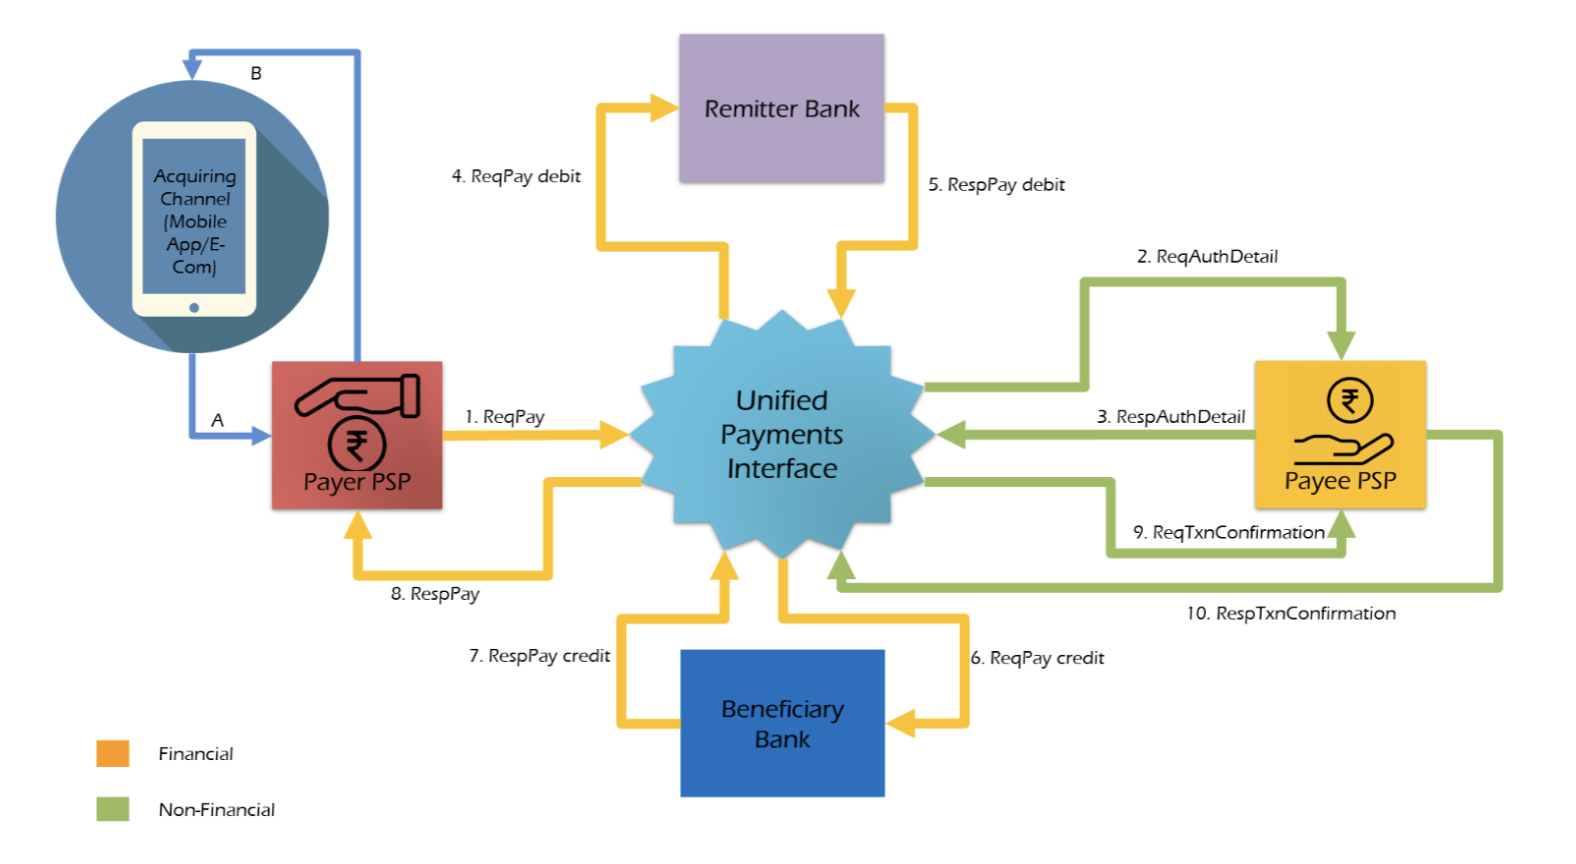 B
Remitter Bank
Acquiring
Channel
(Mobile
App/E-
Com)
4. ReqPay debit
5. RespPay debit
2. ReqAuthDetail
A
1. ReqPay
Unified
Payments
Interface
3. RespAuthDetail
₹
₹
Payer PSP
Payee PSP
9. ReqTxnConfirmation
8. RespPay
10. RespTxnConfirmation
7. RespPay credit
6. ReqPay credit
Beneficiary
Bank
Financial
Non-Financial